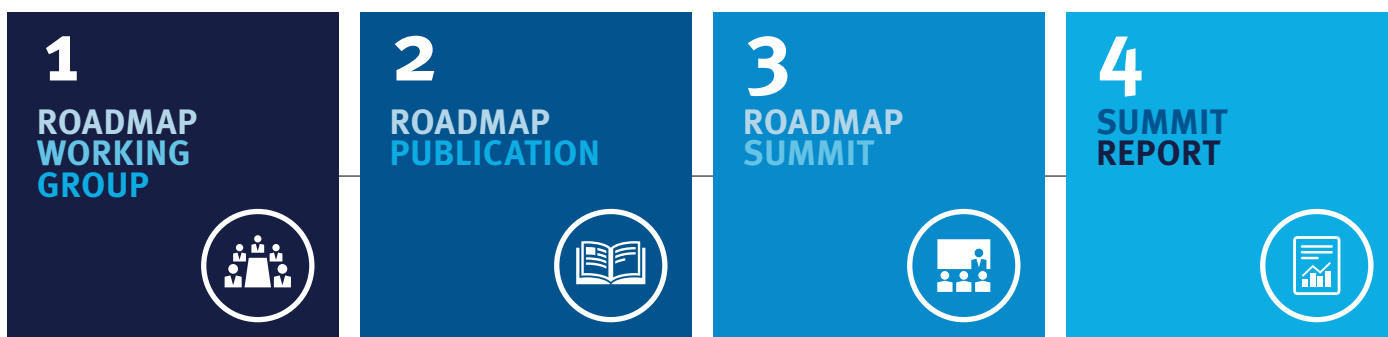 1
ROADMAP
WORKING
GROUP
2
ROADMAP
PUBLICATION
3
ROADMAP
SUMMIT
4
SUMMIT
REPORT